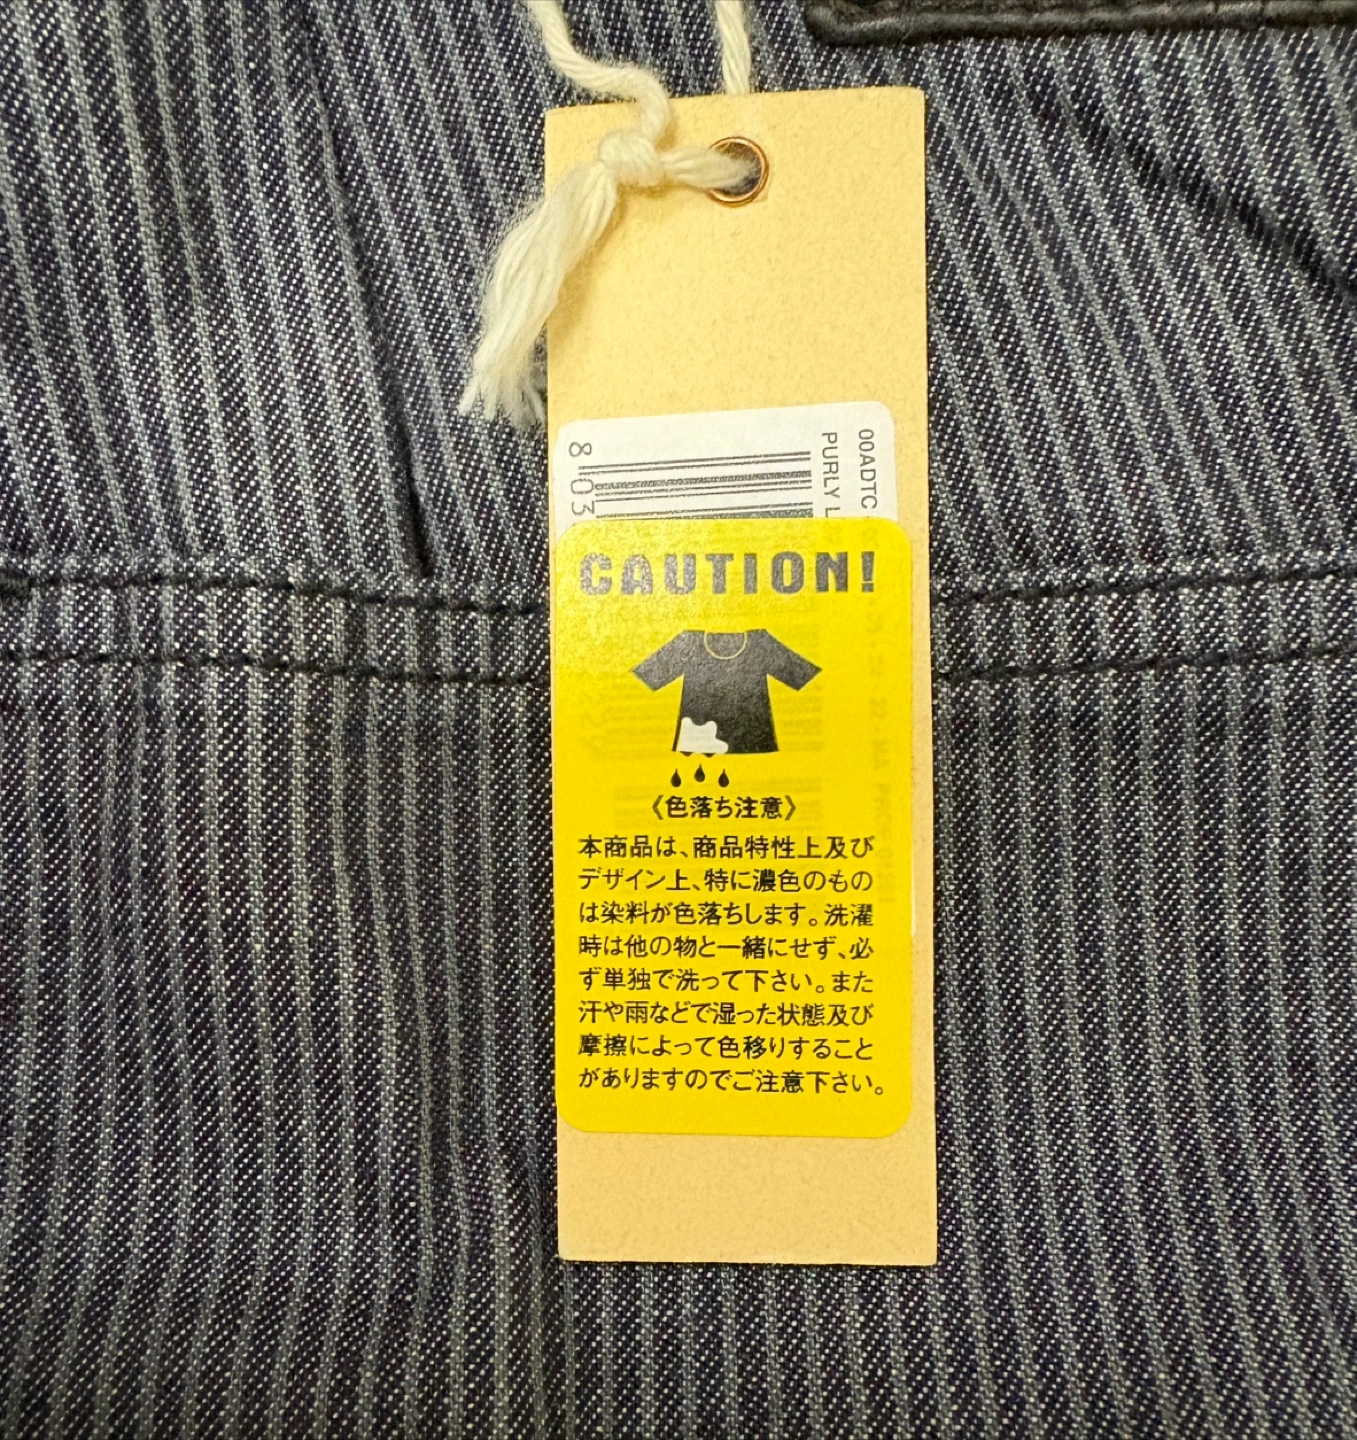 00ADTC
PURLY L
8 03
CAUTION!
《色落ち注意》
本商品は、商品特性上及び
デザイン上、特に濃色のもの
は染料が色落ちします。洗濯
時は他の物と一緒にせず、必
ず単独で洗って下さい。また
汗や雨などで湿った状態及び
摩擦によって色移りすること
がありますのでご注意下さい。